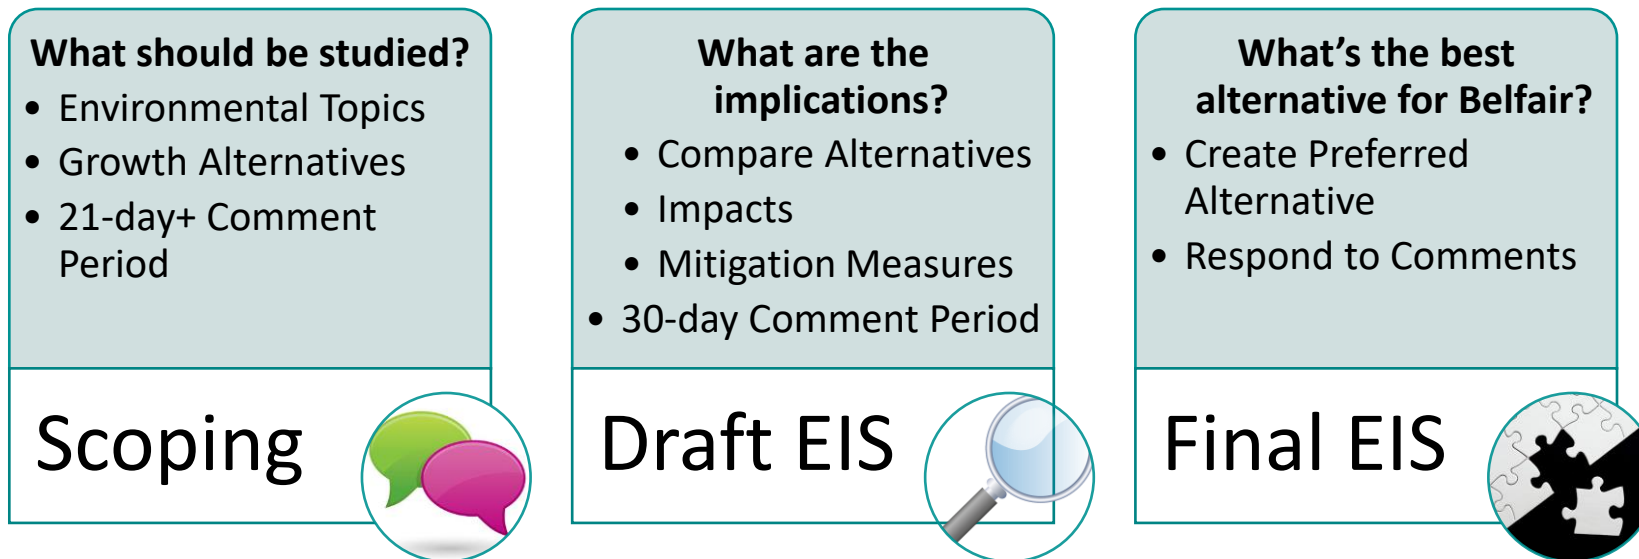 What should be studied?
• Environmental Topics
• Growth Alternatives
• 21-day+ Comment
Period
Scoping
What are the
implications?
• Compare Alternatives
• Impacts
• Mitigation Measures
• 30-day Comment Period
Draft EIS
What’s the best
alternative for Belfair?
• Create Preferred
Alternative
• Respond to Comments
Final EIS